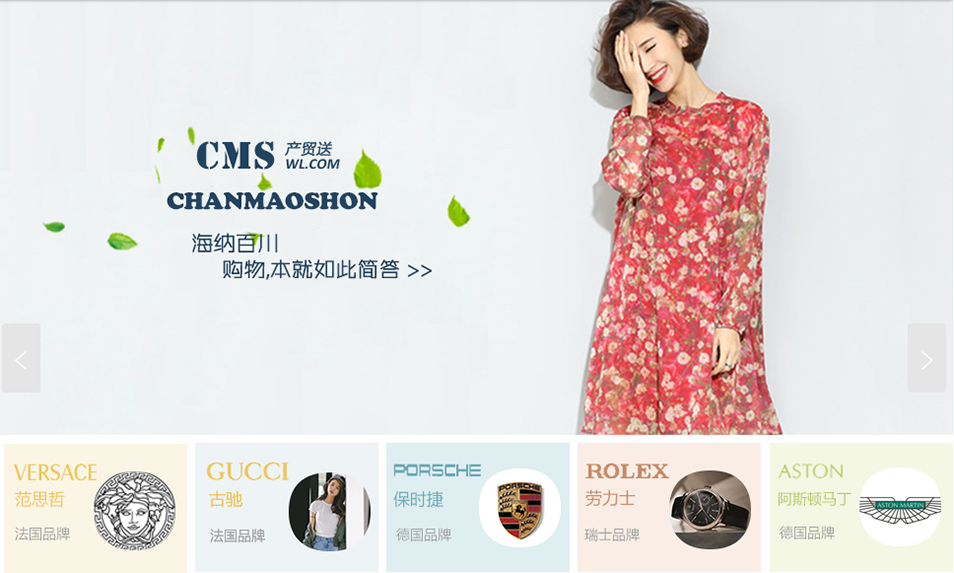 CMS 产贸送
WL.COM
CHANMAOSHON
海纳百川
购物,本就如此简答 >>
VERSACE
范思哲
法国品牌
GUCCI
古驰
法国品牌
PORSCHE
保时捷
德国品牌
PORSCHE
ROLEX
劳力士
瑞士品牌
ASTON
阿斯顿马丁
德国品牌
ASTON MARTIN